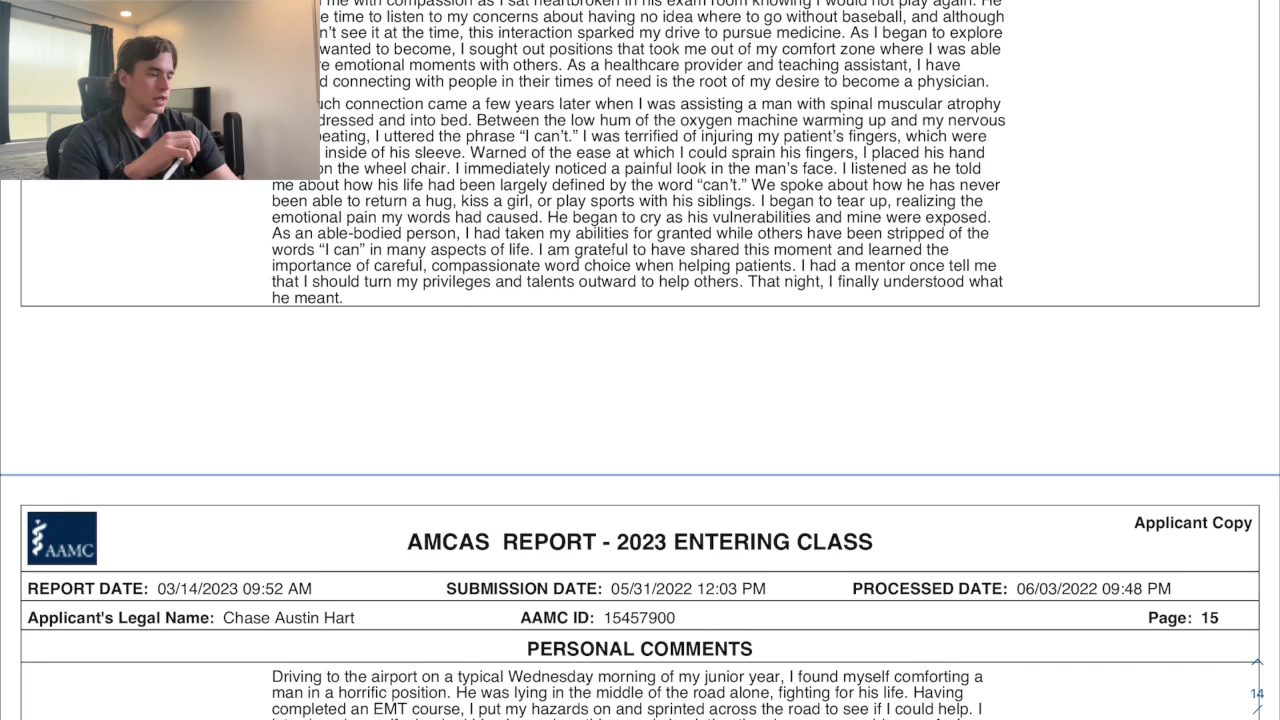 me with compassion as I sat heartbroken in his exam room knowing I would not play again. He
e time to listen to my concerns about having no idea where to go without baseball, and although
n't see it at the time, this interaction sparked my drive to pursue medicine. As I began to explore
wanted to become, I sought out positions that took me out of my comfort zone where I was able
e emotional moments with others. As a healthcare provider and teaching assistant, I have
d connecting with people in their times of need is the root of my desire to become a physician.
uch connection came a few years later when I was assisting a man with spinal muscular atrophy
dressed and into bed. Between the low hum of the oxygen machine warming up and my nervous
eating, I uttered the phrase “I can’t.” I was terrified of injuring my patient’s fingers, which were
inside of his sleeve. Warned of the ease at which I could sprain his fingers, I placed his hand
on the wheel chair. I immediately noticed a painful look in the man’s face. I listened as he told
me about how his life had been largely defined by the word “can’t.” We spoke about how he has never
been able to return a hug, kiss a girl, or play sports with his siblings. I began to tear up, realizing the
emotional pain my words had caused. He began to cry as his vulnerabilities and mine were exposed.
As an able-bodied person, I had taken my abilities for granted while others have been stripped of the
words “I can” in many aspects of life. I am grateful to have shared this moment and learned the
importance of careful, compassionate word choice when helping patients. I had a mentor once tell me
that I should turn my privileges and talents outward to help others. That night, I finally understood what
he meant.
Applicant Copy
AAMC
AMCAS REPORT - 2023 ENTERING CLASS
REPORT DATE: 03/14/2023 09:52 AM SUBMISSION DATE: 05/31/2022 12:03 PM PROCESSED DATE: 06/03/2022 09:48 PM
Applicant's Legal Name: Chase Austin Hart AAMC ID: 15457900 Page: 15
PERSONAL COMMENTS
Driving to the airport on a typical Wednesday morning of my junior year, I found myself comforting a
man in a horrific position. He was lying in the middle of the road alone, fighting for his life. Having
completed an EMT course, I put my hazards on and sprinted across the road to see if I could help. I
14